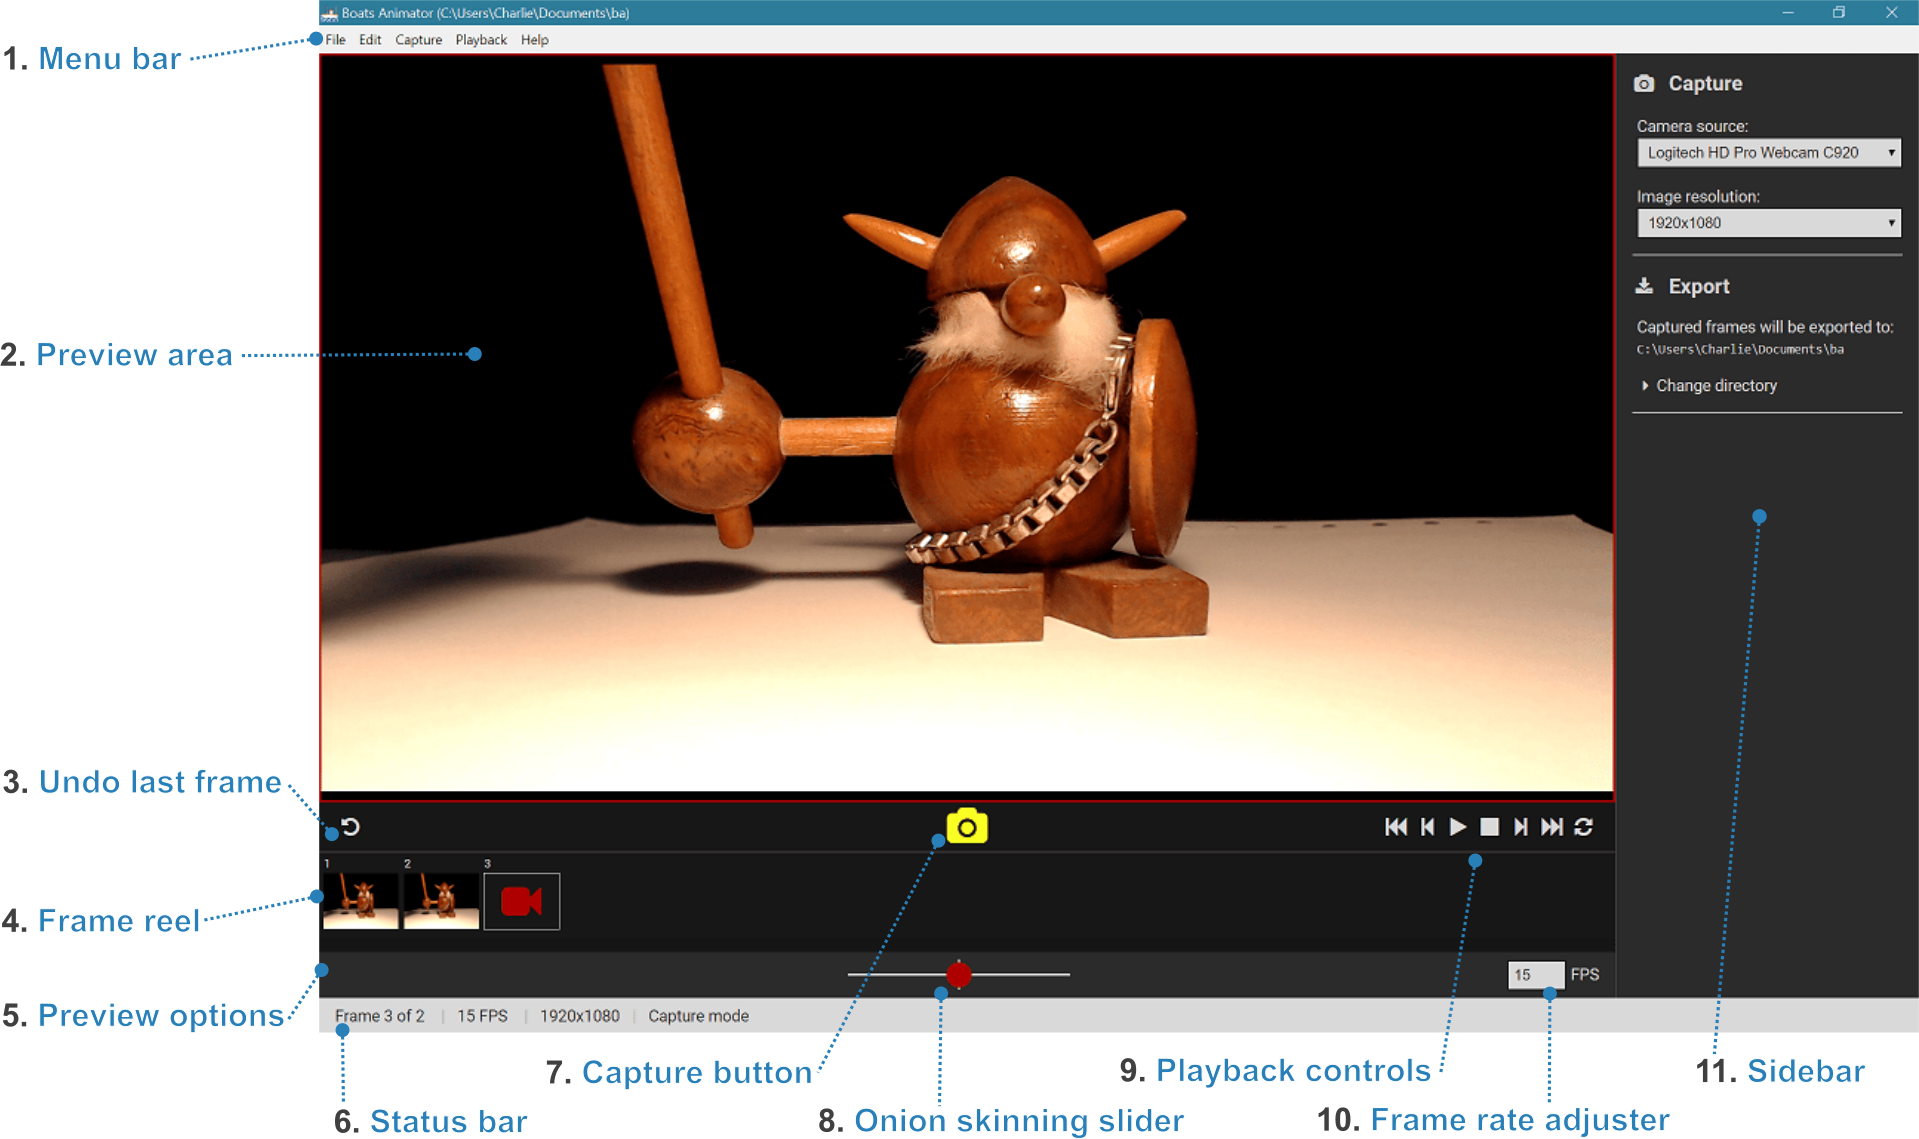 Boats Animator (C:\Users\Charlie\Documents\ba)
File Edit Capture Playback Help
1. Menu bar
Capture
Camera source:
Logitech HD Pro Webcam C920
Image resolution:
1920x1080
Export
Captured frames will be exported to:
C:\Users\Charlie\Documents\ba
Change directory
2. Preview area
3. Undo last frame
1 2 3
4. Frame reel
15 FPS
5. Preview options
Frame 3 of 2 | 15 FPS | 1920x1080 | Capture mode
7. Capture button
9. Playback controls
11. Sidebar
6. Status bar
8. Onion skinning slider
10. Frame rate adjuster